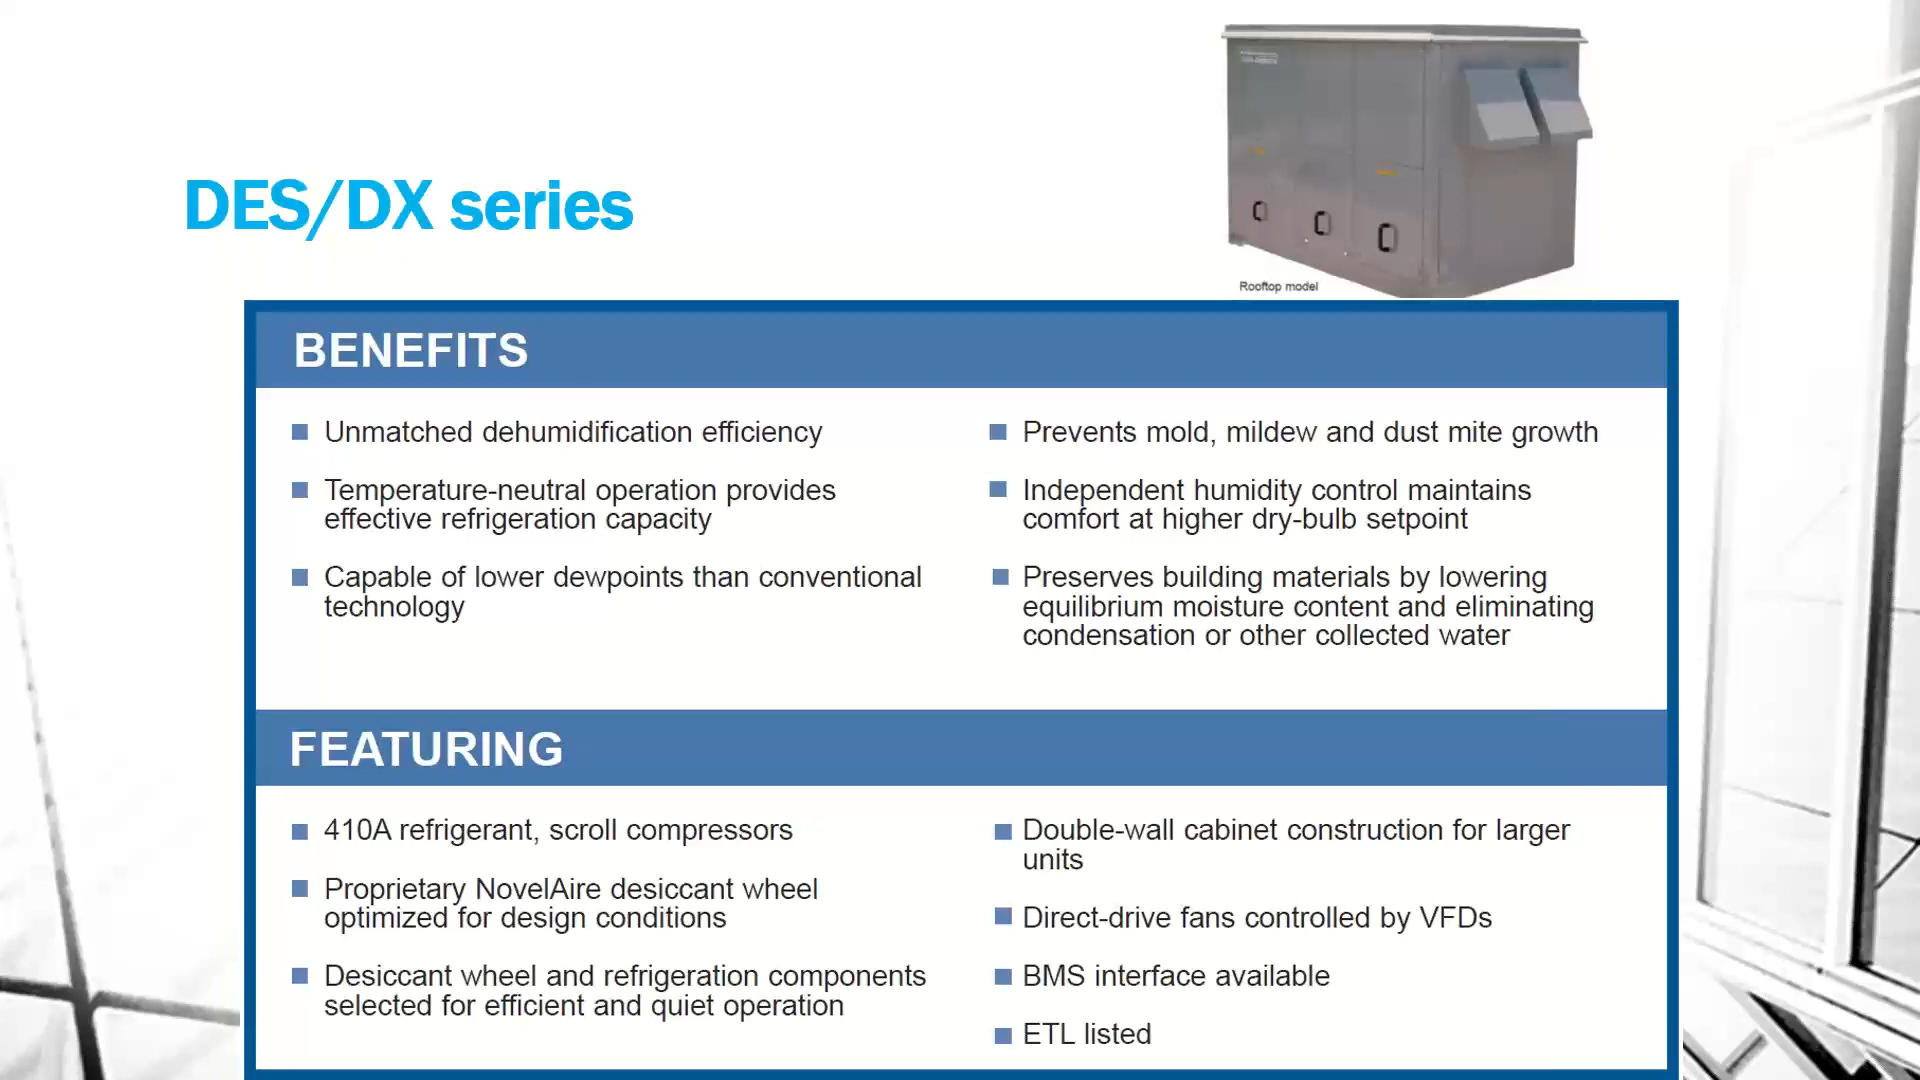 DES/DX series
Rooftop model
BENEFITS
Unmatched dehumidification efficiency
Temperature-neutral operation provides
effective refrigeration capacity
Capable of lower dewpoints than conventional
technology
Prevents mold, mildew and dust mite growth
Independent humidity control maintains
comfort at higher dry-bulb setpoint
Preserves building materials by lowering
equilibrium moisture content and eliminating
condensation or other collected water
FEATURING
410A refrigerant, scroll compressors
Proprietary NovelAire desiccant wheel
optimized for design conditions
Desiccant wheel and refrigeration components
selected for efficient and quiet operation
Double-wall cabinet construction for larger
units
Direct-drive fans controlled by VFDs
BMS interface available
ETL listed